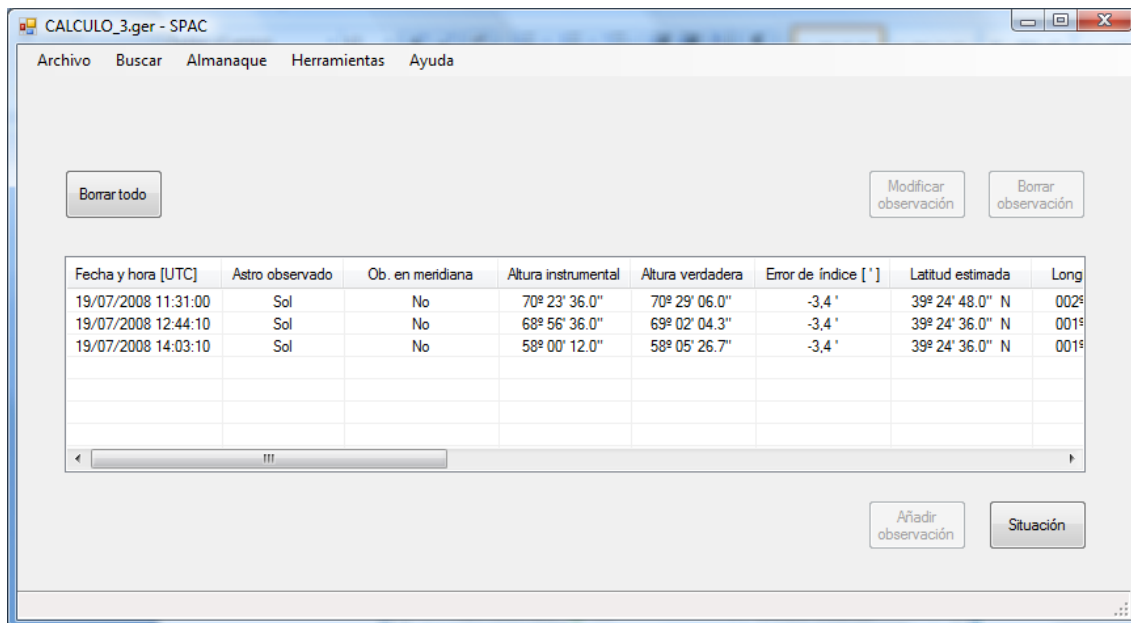 CALCULO_3.ger - SPAC
Archivo Buscar Almanaque Herramientas Ayuda
Borrar todo
Modificar observación
Borrar observación
Fecha y hora [UTC] Astro observado Ob. en meridiana Altura instrumental Altura verdadera Error de índice [ ' ] Latitud estimada Long
19/07/2008 11:31:00 Sol No 70º 23' 36.0" 70º 29' 06.0" -3,4 ' 39º 24' 48.0" N 002º
19/07/2008 12:44:10 Sol No 68º 56' 36.0" 69º 02' 04.3" -3,4 ' 39º 24' 36.0" N 001º
19/07/2008 14:03:10 Sol No 58º 00' 12.0" 58º 05' 26.7" -3,4 ' 39º 24' 36.0" N 001º
Añadir observación
Situación